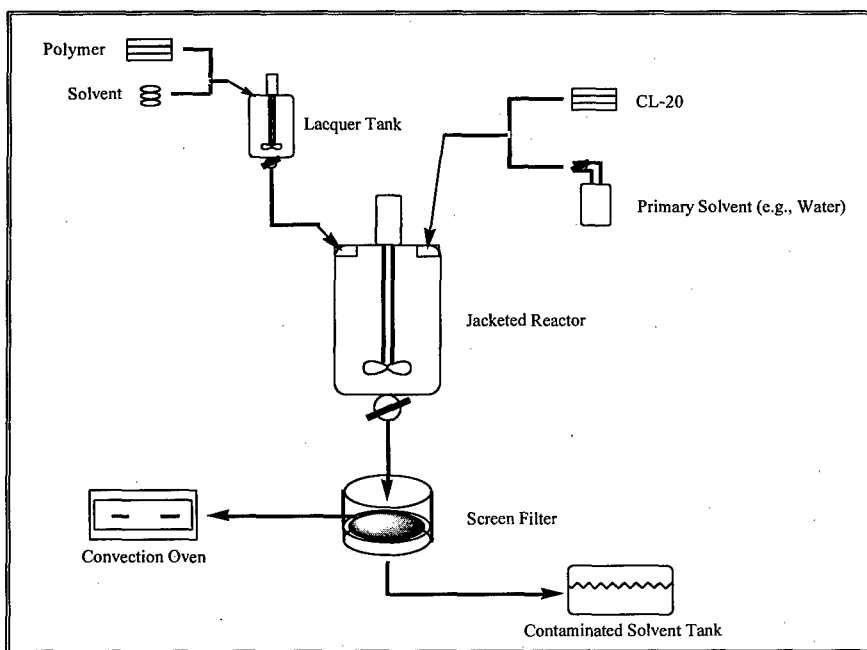 Polymer
Solvent
Lacquer Tank
CL-20
Primary Solvent (e.g., Water)
Jacketed Reactor
Screen Filter
Convection Oven
Contaminated Solvent Tank